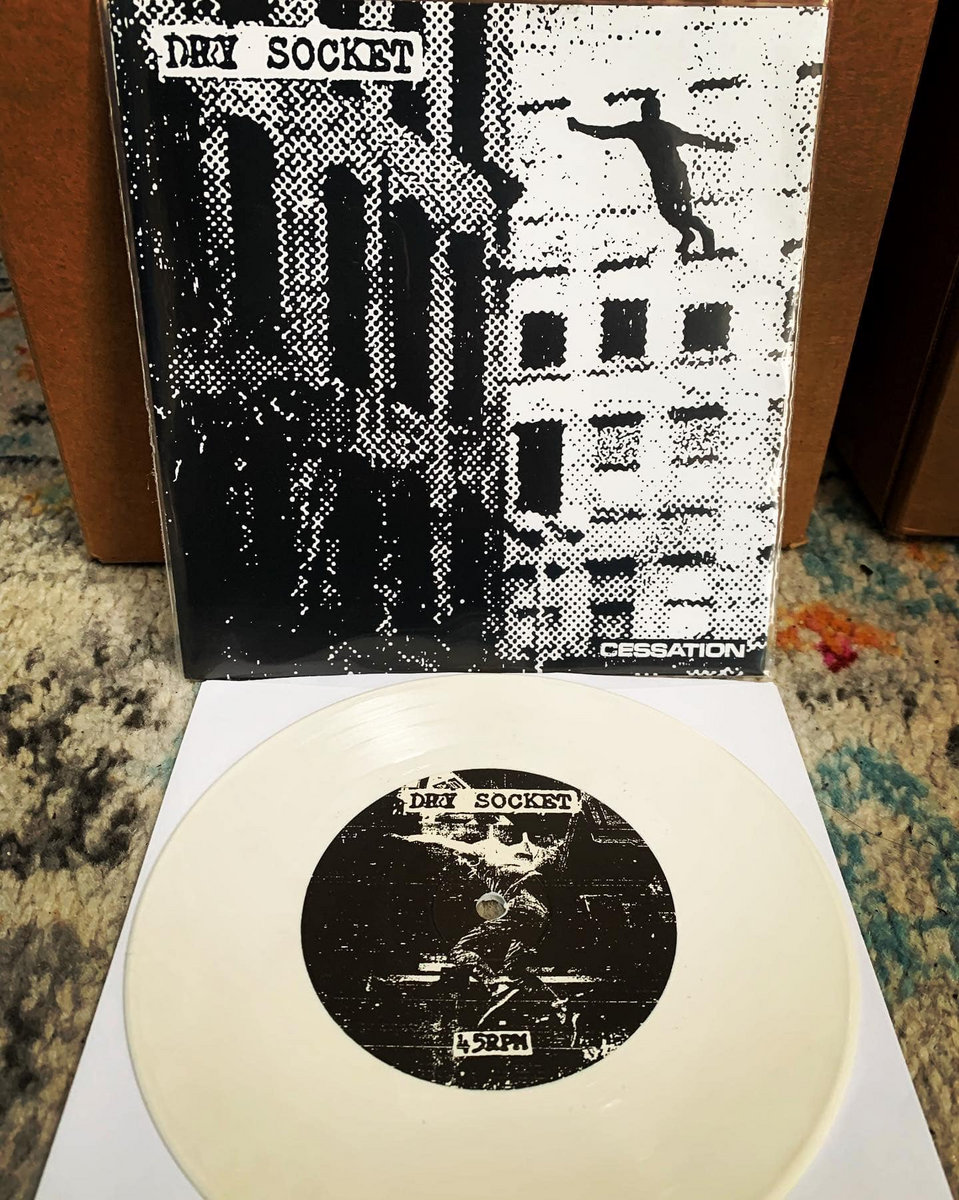 DRY SOCKET
CESSATION
DRY SOCKET
45RPM